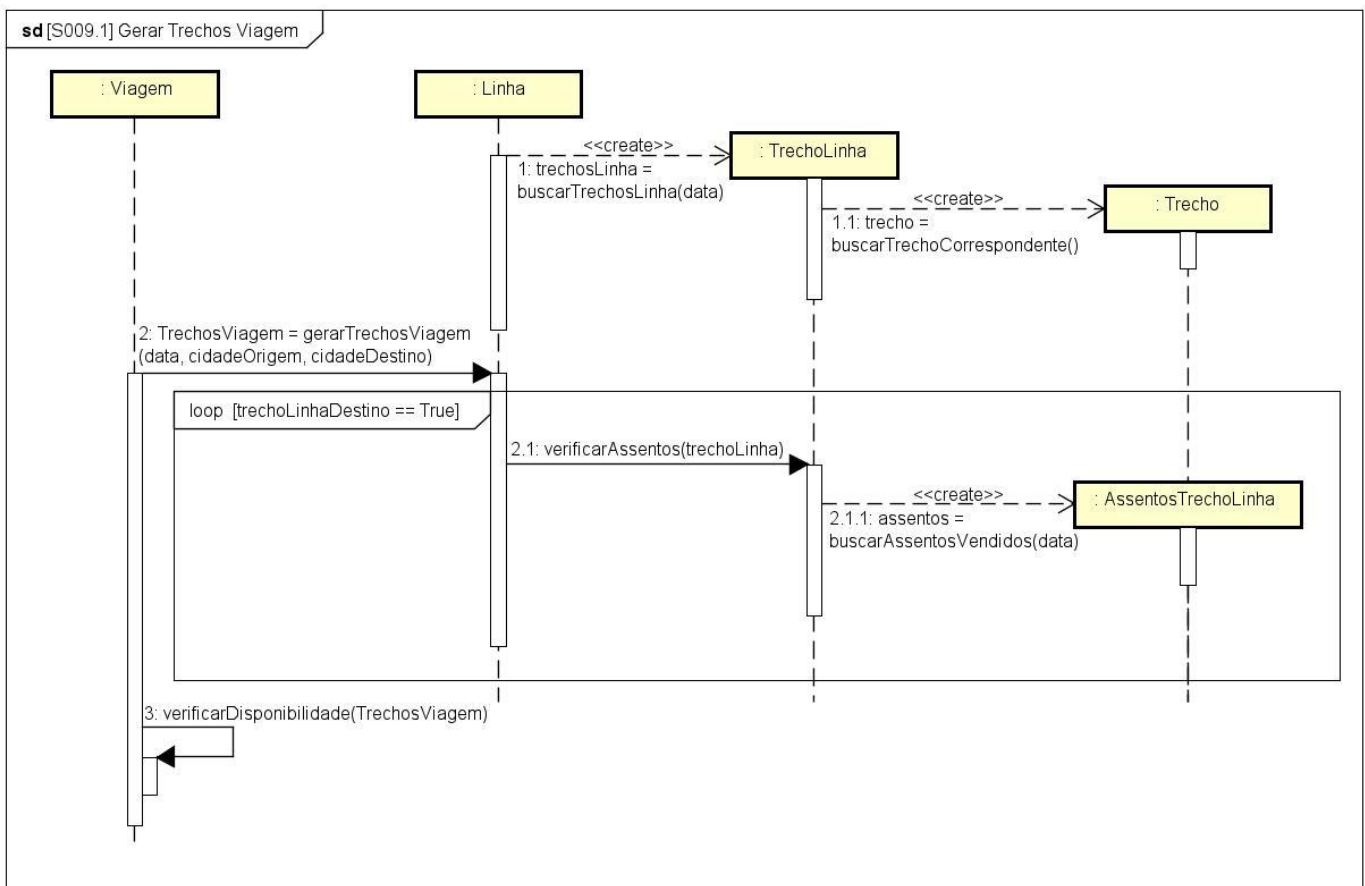 sd [S009.1] Gerar Trechos Viagem
: Viagem
: Linha
<<create>>
: TrechoLinha
1: trechosLinha =
buscarTrechosLinha(data)
<<create>>
: Trecho
1.1: trecho =
buscarTrechoCorrespondente()
2: TrechosViagem = gerarTrechosViagem
(data, cidadeOrigem, cidadeDestino)
loop [trechoLinhaDestino == True]
2.1: verificarAssentos(trechoLinha)
<<create>>
: AssentosTrechoLinha
2.1.1: assentos =
buscarAssentosVendidos(data)
3: verificarDisponibilidade(TrechosViagem)